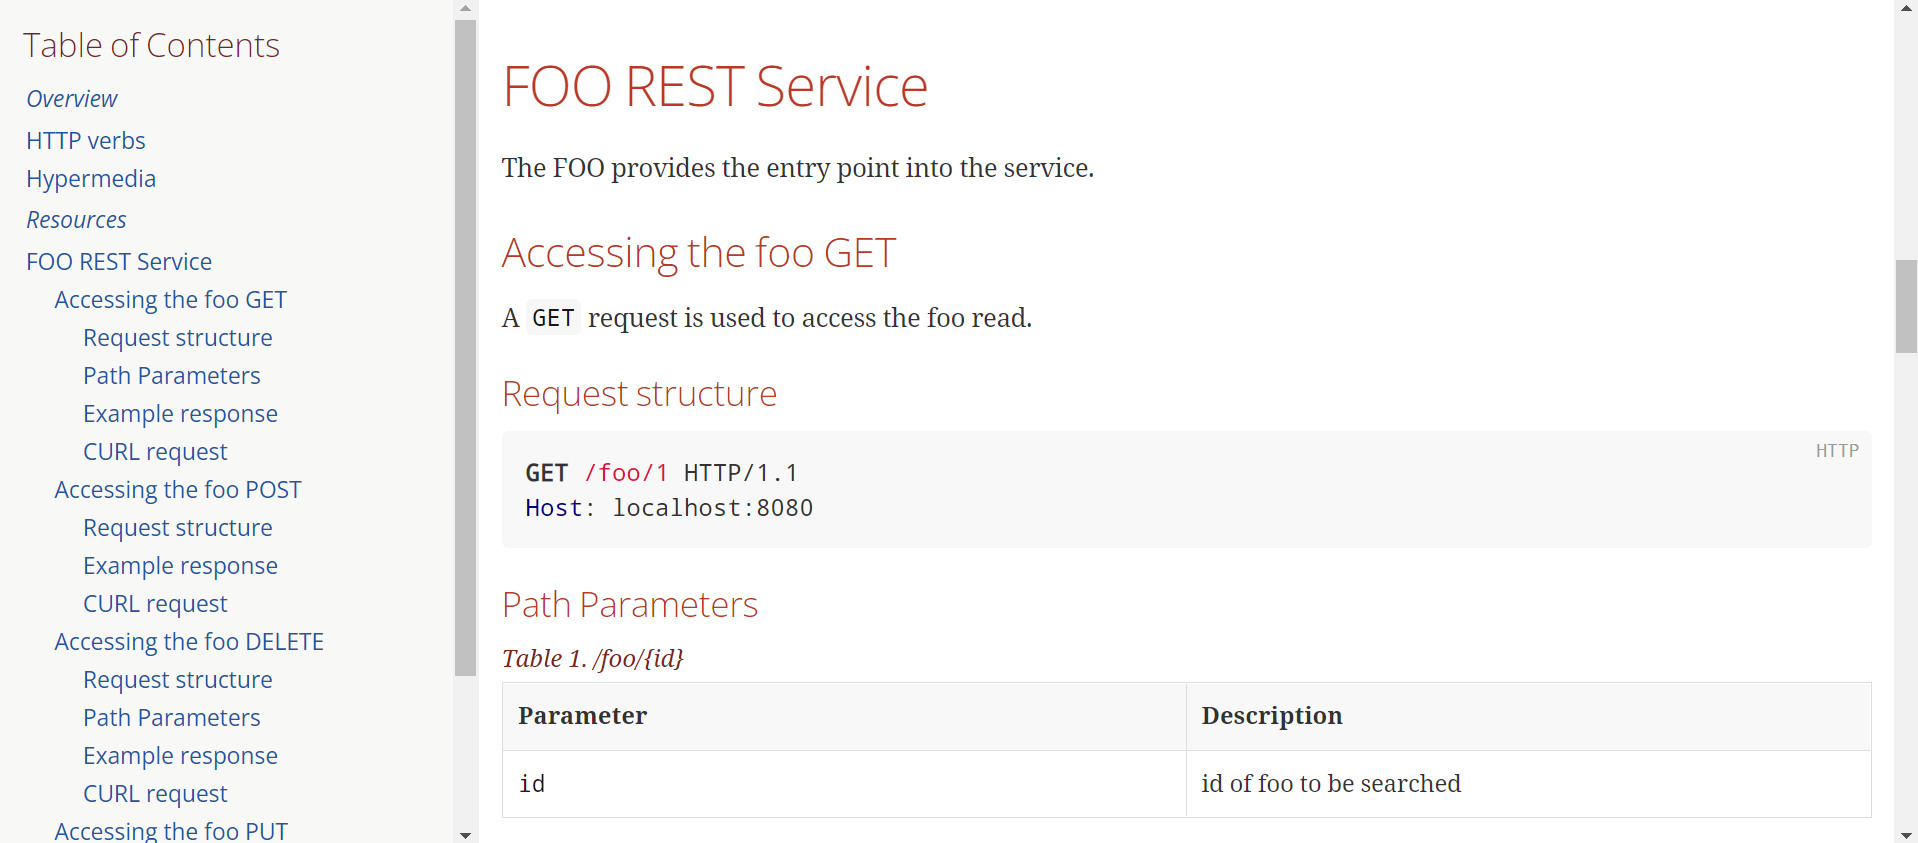 Table of Contents
Overview
HTTP verbs
Hypermedia
Resources
FOO REST Service
Accessing the foo GET
Request structure
Path Parameters
Example response
CURL request
Accessing the foo POST
Request structure
Example response
CURL request
Accessing the foo DELETE
Request structure
Path Parameters
Example response
CURL request
Accessing the foo PUT
FOO REST Service
The FOO provides the entry point into the service.
Accessing the foo GET
A GET request is used to access the foo read.
Request structure
HTTP
GET /foo/1 HTTP/1.1
Host: localhost:8080
Path Parameters
Table 1. /foo/{id}
Parameter Description
id id of foo to be searched